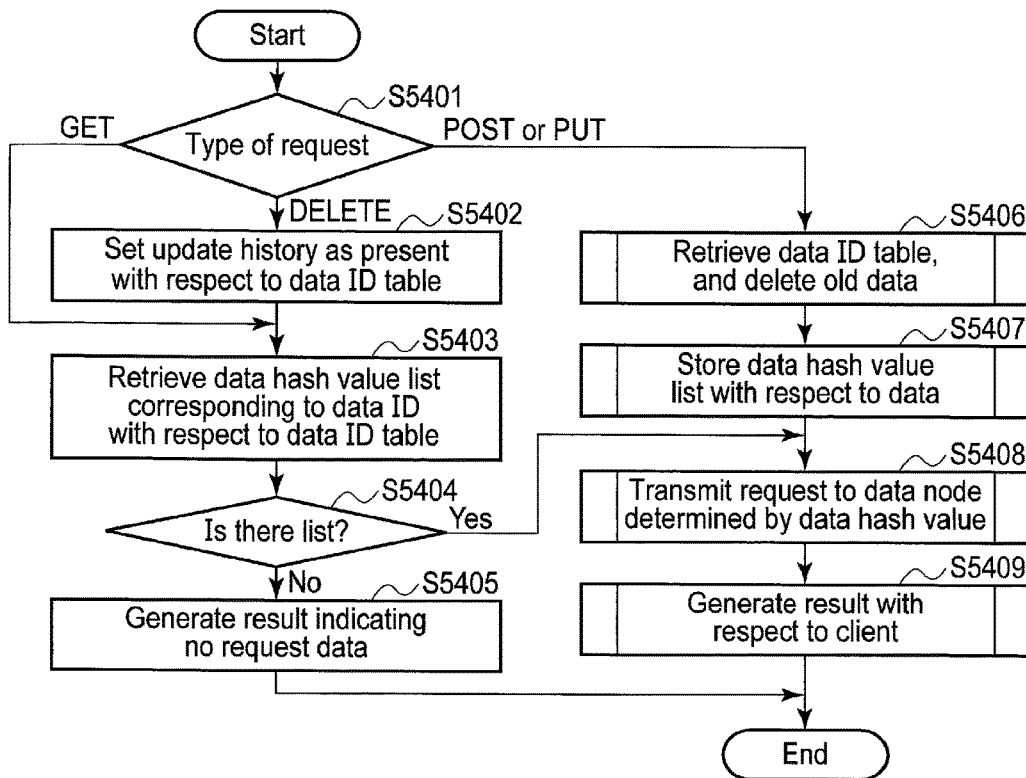 Start
S5401
GET
Type of request
POST or PUT
DELETE
S5402
Set update history as present
with respect to data ID table
S5403
Retrieve data hash value list
corresponding to data ID
with respect to data ID table
S5404
Is there list?
Yes
No
S5405
Generate result indicating
no request data
S5406
Retrieve data ID table,
and delete old data
S5407
Store data hash value
list with respect to data
S5408
Transmit request to data node
determined by data hash value
S5409
Generate result with
respect to client
End